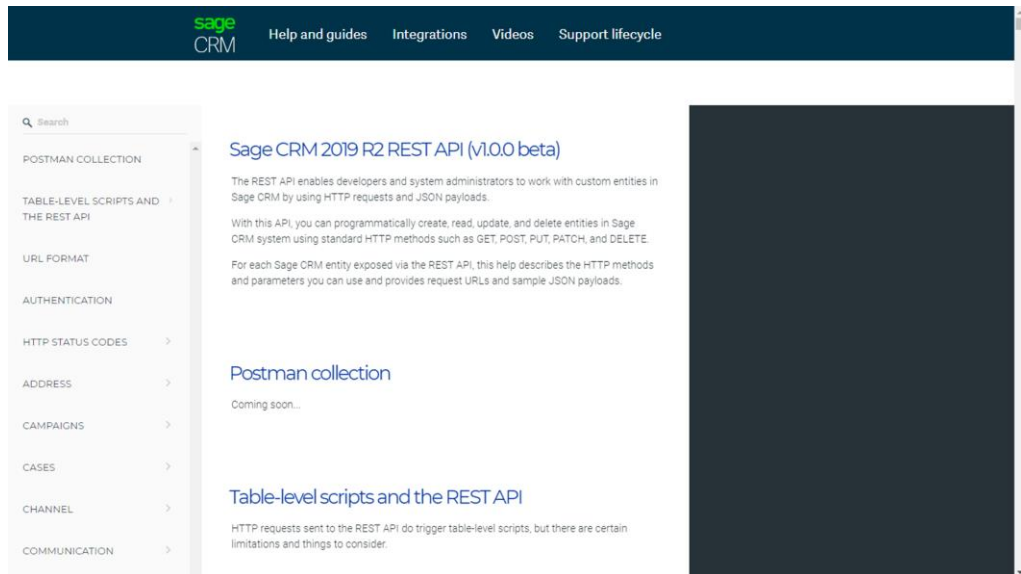 sage
CRM
Help and guides Integrations Videos Support lifecycle
Search
POSTMAN COLLECTION
TABLE-LEVEL SCRIPTS AND
THE REST API
URL FORMAT
AUTHENTICATION
HTTP STATUS CODES
ADDRESS
CAMPAIGNS
CASES
CHANNEL
COMMUNICATION
Sage CRM 2019 R2 REST API (v1.0.0 beta)
The REST API enables developers and system administrators to work with custom entities in
Sage CRM by using HTTP requests and JSON payloads.
With this API, you can programmatically create, read, update, and delete entities in Sage
CRM system using standard HTTP methods such as GET, POST, PUT, PATCH, and DELETE.
For each Sage CRM entity exposed via the REST API, this help describes the HTTP methods
and parameters you can use and provides request URLs and sample JSON payloads.
Postman collection
Coming soon...
Table-level scripts and the REST API
HTTP requests sent to the REST API do trigger table-level scripts, but there are certain
limitations and things to consider.